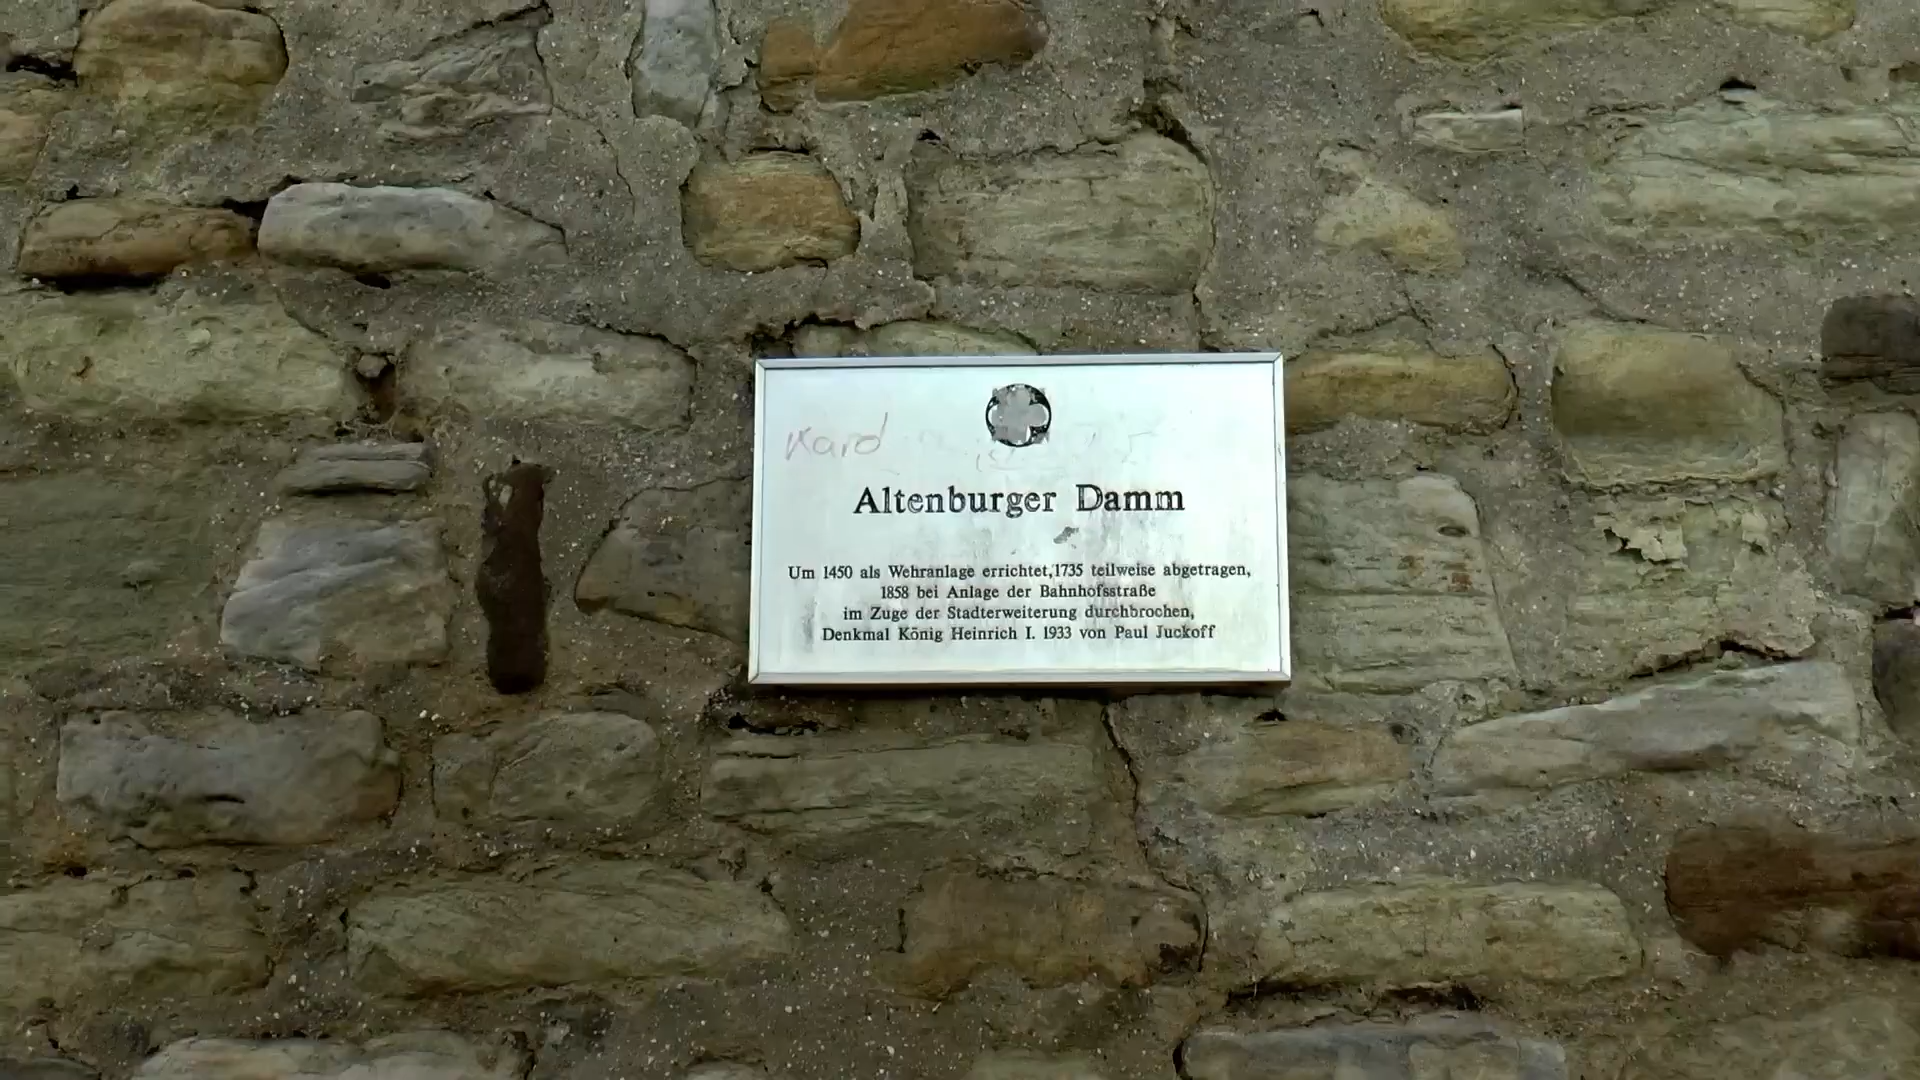 Kard
Altenburger Damm
Um 1450 als Wehranlage errichtet, 1735 teilweise abgetragen,
1858 bei Anlage der Bahnhofsstraße
im Zuge der Stadterweiterung durchbrochen,
Denkmal König Heinrich I. 1933 von Paul Juckoff